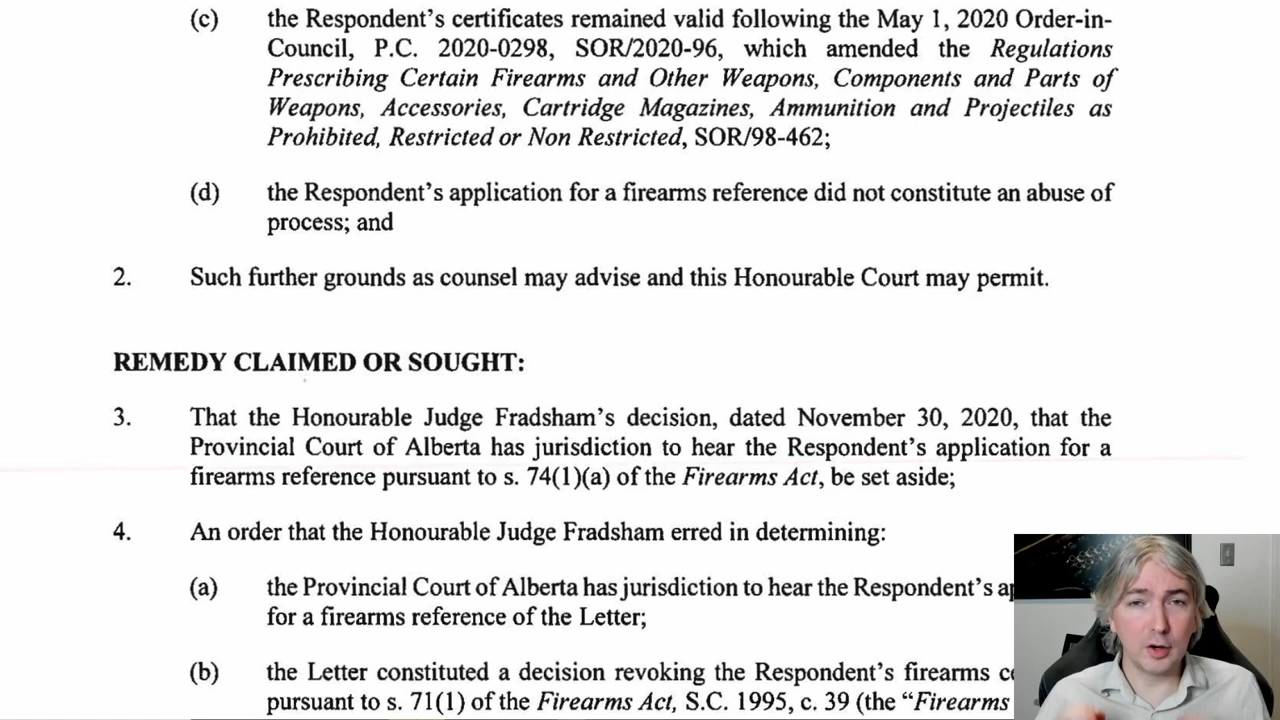 (c) the Respondent's certificates remained valid following the May 1, 2020 Order-in-
Council, P.C. 2020-0298, SOR/2020-96, which amended the Regulations
Prescribing Certain Firearms and Other Weapons, Components and Parts of
Weapons, Accessories, Cartridge Magazines, Ammunition and Projectiles as
Prohibited, Restricted or Non Restricted, SOR/98-462;
(d) the Respondent's application for a firearms reference did not constitute an abuse of
process; and
2. Such further grounds as counsel may advise and this Honourable Court may permit.
REMEDY CLAIMED OR SOUGHT:
3. That the Honourable Judge Fradsham's decision, dated November 30, 2020, that the
Provincial Court of Alberta has jurisdiction to hear the Respondent's application for a
firearms reference pursuant to s. 74(1)(a) of the Firearms Act, be set aside;
4. An order that the Honourable Judge Fradsham erred in determining:
(a) the Provincial Court of Alberta has jurisdiction to hear the Respondent's
for a firearms reference of the Letter;
(b) the Letter constituted a decision revoking the Respondent's firearms
pursuant to s. 71(1) of the Firearms Act, S.C. 1995, c. 39 (the "Firearms